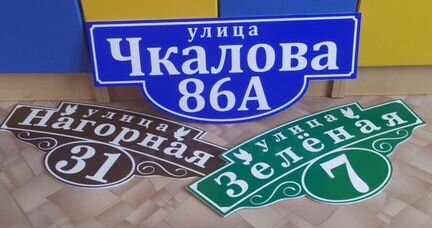 улица
Чкалова
86А
улица
Нагорная
31
улица
Зелёная
7